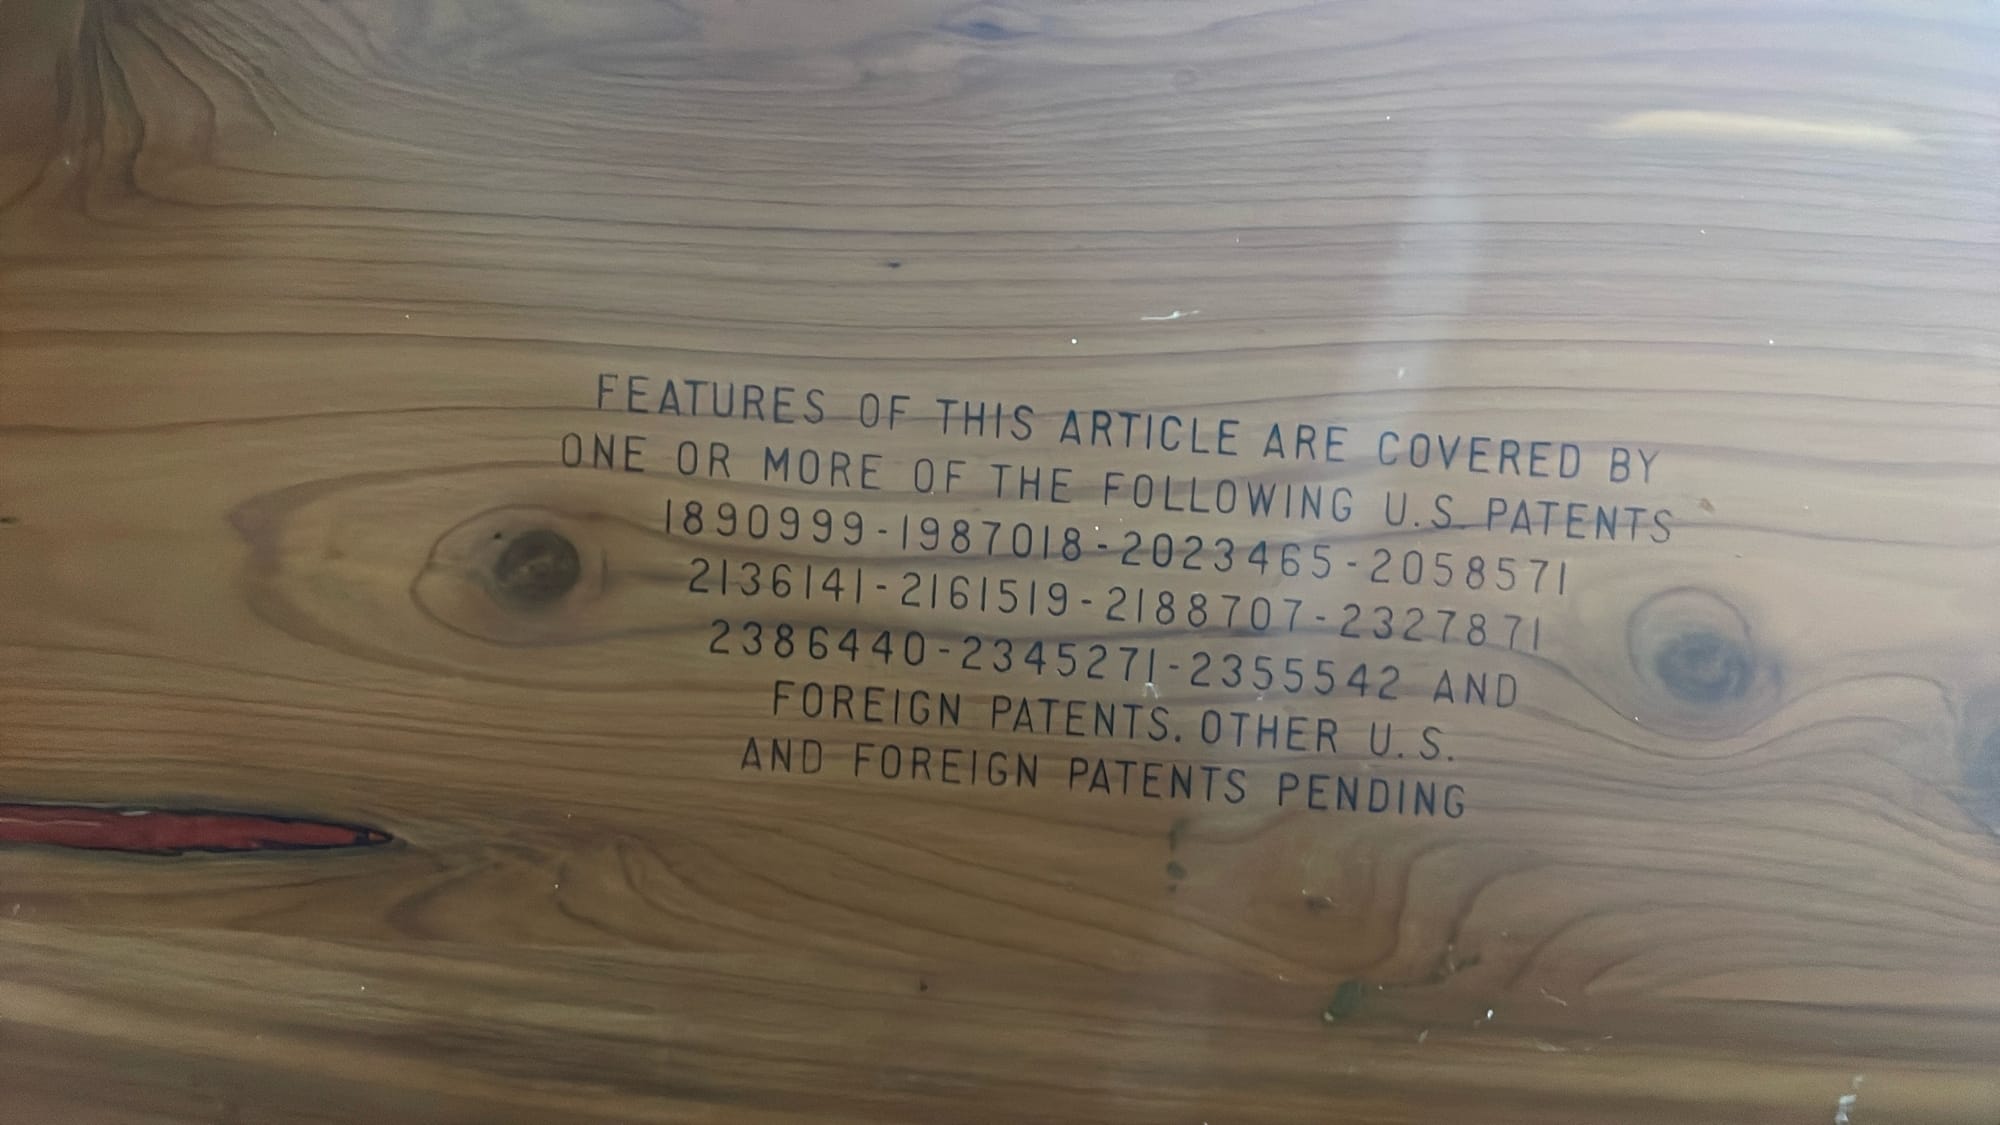 FEATURES OF THIS ARTICLE ARE COVERED BY
ONE OR MORE OF THE FOLLOWING U.S. PATENTS
1890999-1987018-2023465-2058571
2136141-2161519-2188707-2327871
2386440-2345271-2355542 AND
FOREIGN PATENTS. OTHER U. S.
AND FOREIGN PATENTS PENDING